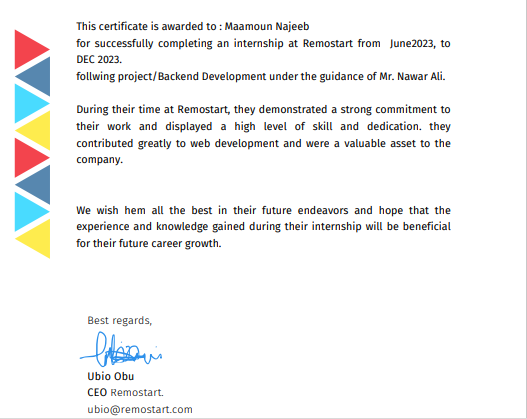 This certificate is awarded to : Maamoun Najeeb
for successfully completing an internship at Remostart from June2023, to
DEC 2023.
follwing project/Backend Development under the guidance of Mr. Nawar Ali.
During their time at Remostart, they demonstrated a strong commitment to
their work and displayed a high level of skill and dedication. they
contributed greatly to web development and were a valuable asset to the
company.
We wish hem all the best in their future endeavors and hope that the
experience and knowledge gained during their internship will be beneficial
for their future career growth.
Best regards,
Ubio Obu
CEO Remostart.
ubio@remostart.com